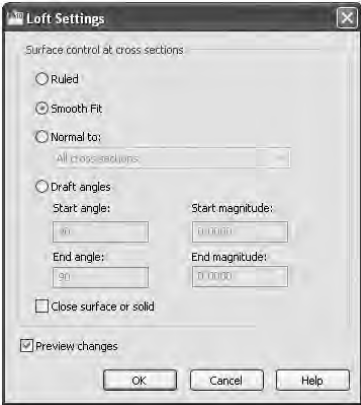 Loft Settings
Surface control at cross sections
Ruled
Smooth Fit
Normal to:
All cross sections
Draft angles
Start angle: Start magnitude:
90 0.0000
End angle: End magnitude:
90 0.0000
Close surface or solid
Preview changes
OK Cancel Help